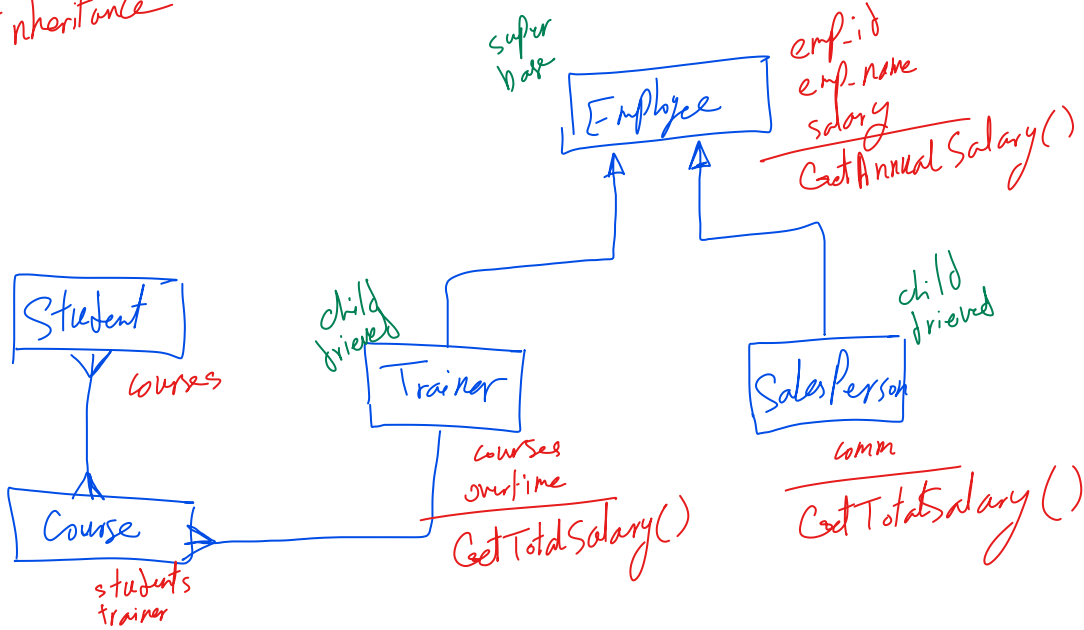 inheritance
super
base
Employee
emp_id
emp_name
salary
GetAnnualSalary()
Student
courses
child
drieved
Trainer
courses
overtime
GetTotalSalary()
child
drieved
SalesPerson
comm
GetTotalSalary()
Course
students
trainer